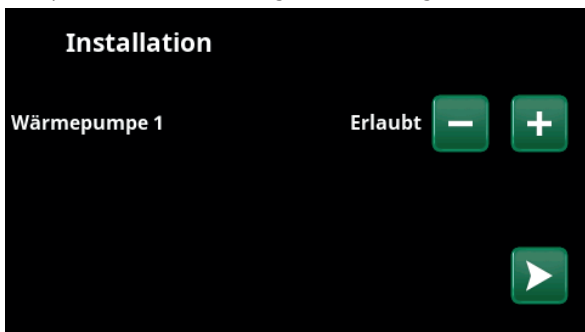 Installation
Wärmepumpe 1 Erlaubt − +